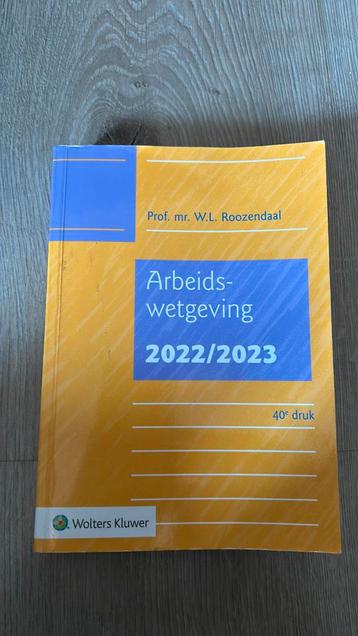 Prof. mr. W.L. Roozendaal
Arbeids-
wetgeving
2022/2023
40e druk
Wolters Kluwer